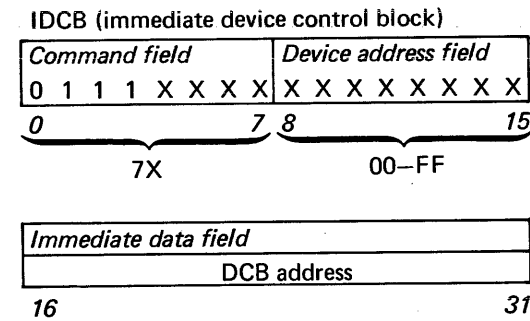 IDCB (immediate device control block)
Command field Device address field
0 1 1 1 X X X X X X X X X X X X
0 7 8 15
7X 00–FF
Immediate data field
DCB address
16 31